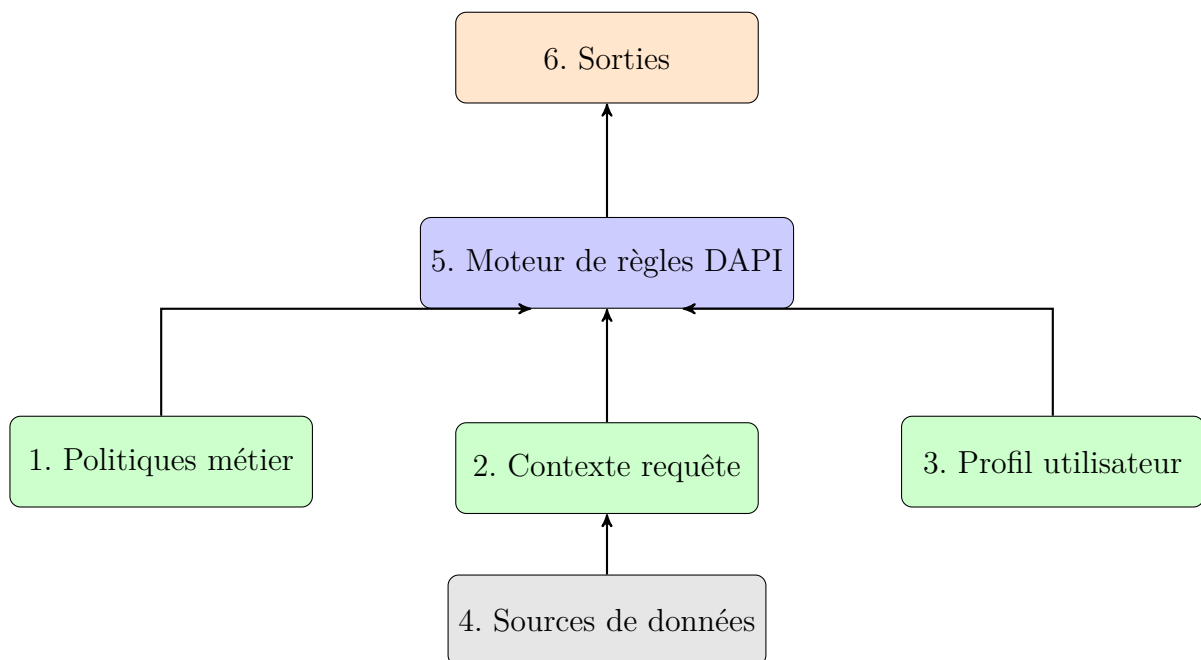 6. Sorties
5. Moteur de règles DAPI
1. Politiques métier
2. Contexte requête
3. Profil utilisateur
4. Sources de données